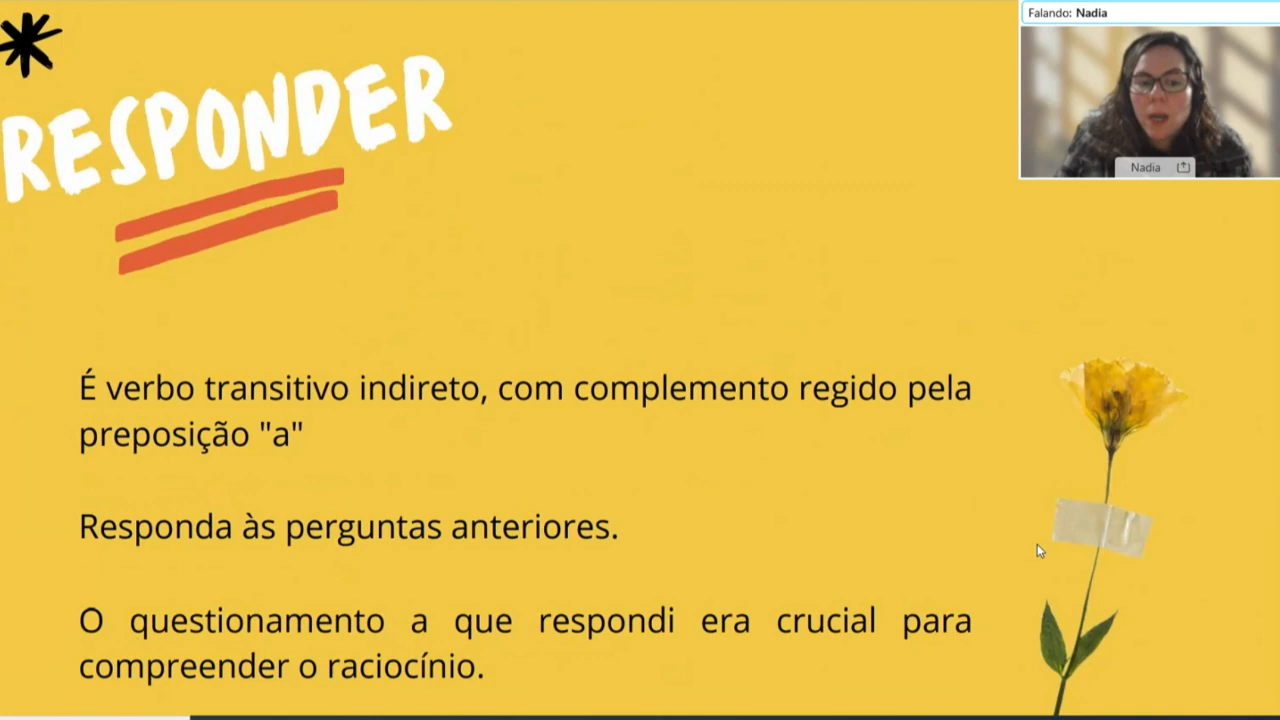 Falando: Nadia
RESPONDER
Nadia
É verbo transitivo indireto, com complemento regido pela
preposição "a"
Responda às perguntas anteriores.
O questionamento a que respondi era crucial para
compreender o raciocínio.